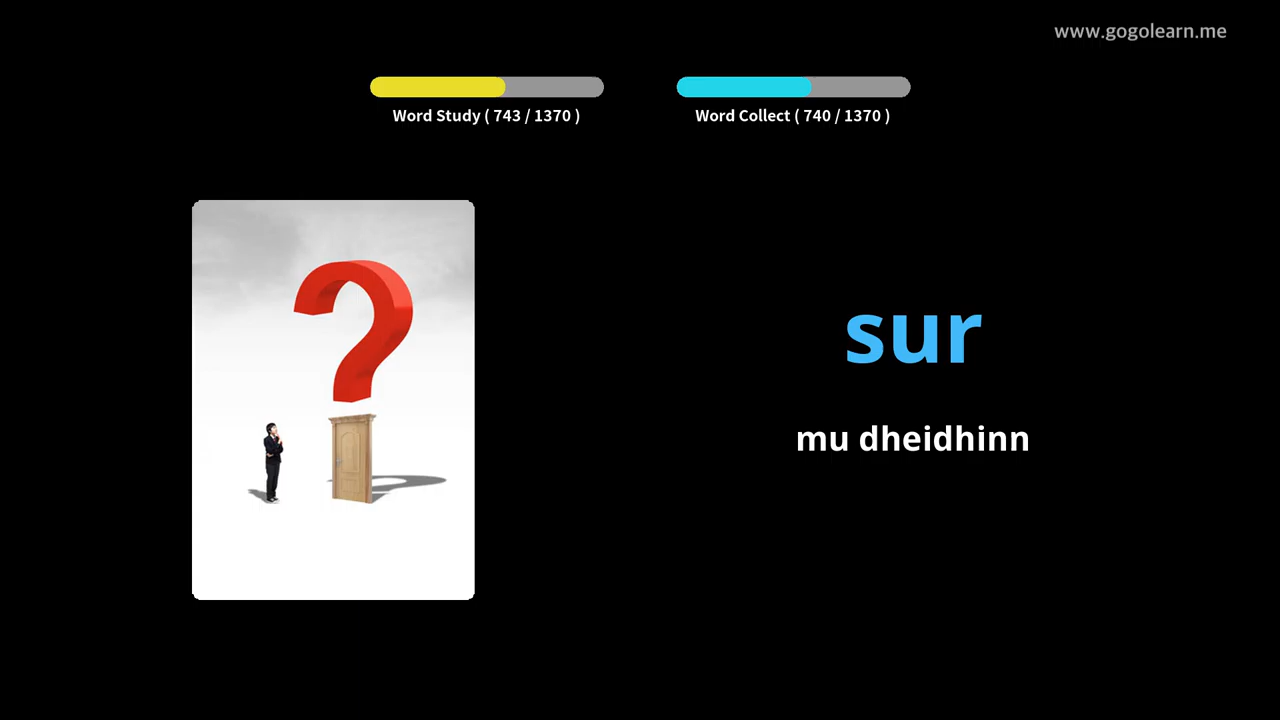 www.gogolearn.me
Word Study ( 743 / 1370 )
Word Collect ( 740 / 1370 )
sur
mu dheidhinn